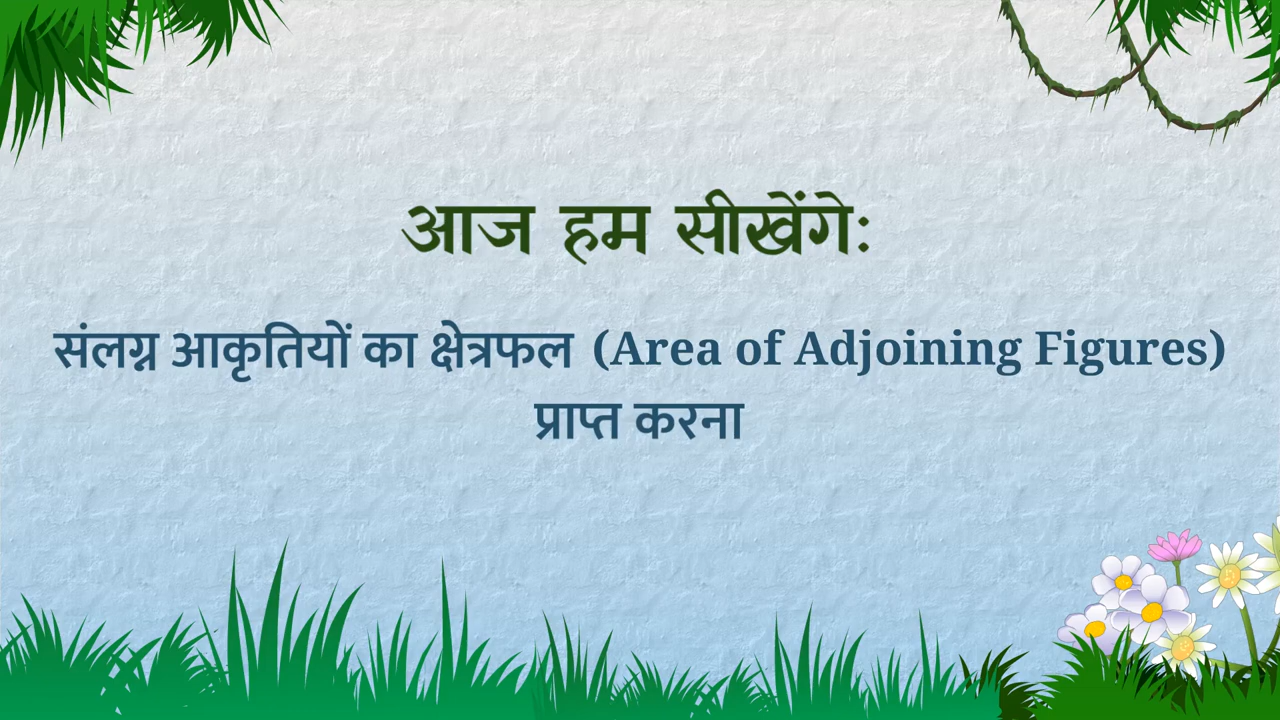 आज हम सीखेंगे:
संलग्न आकृतियों का क्षेत्रफल (Area of Adjoining Figures)
प्राप्त करना